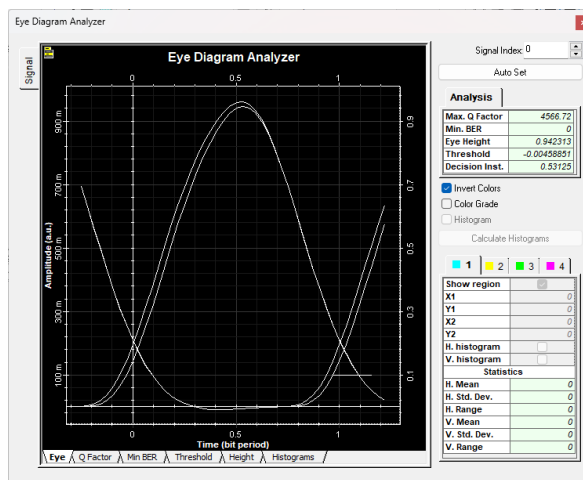 Eye Diagram Analyzer
Signal
Eye Diagram Analyzer
0 0.5 1
Amplitude (a.u.)
900 m
700 m
500 m
300 m
100 m
0.9
0.7
0.5
0.3
0.1
0 0.5 1
Time (bit period)
Eye Q Factor Min BER Threshold Height Histograms
Signal Index: 0
Auto Set
Analysis
Max. Q Factor 4566.72
Min. BER 0
Eye Height 0.942313
Threshold -0.00458851
Decision Inst. 0.53125
Invert Colors
Color Grade
Histogram
Calculate Histograms
1 2 3 4
Show region
X1 0
Y1 0
X2 0
Y2 0
H. histogram
V. histogram
Statistics
H. Mean 0
H. Std. Dev. 0
H. Range 0
V. Mean 0
V. Std. Dev. 0
V. Range 0